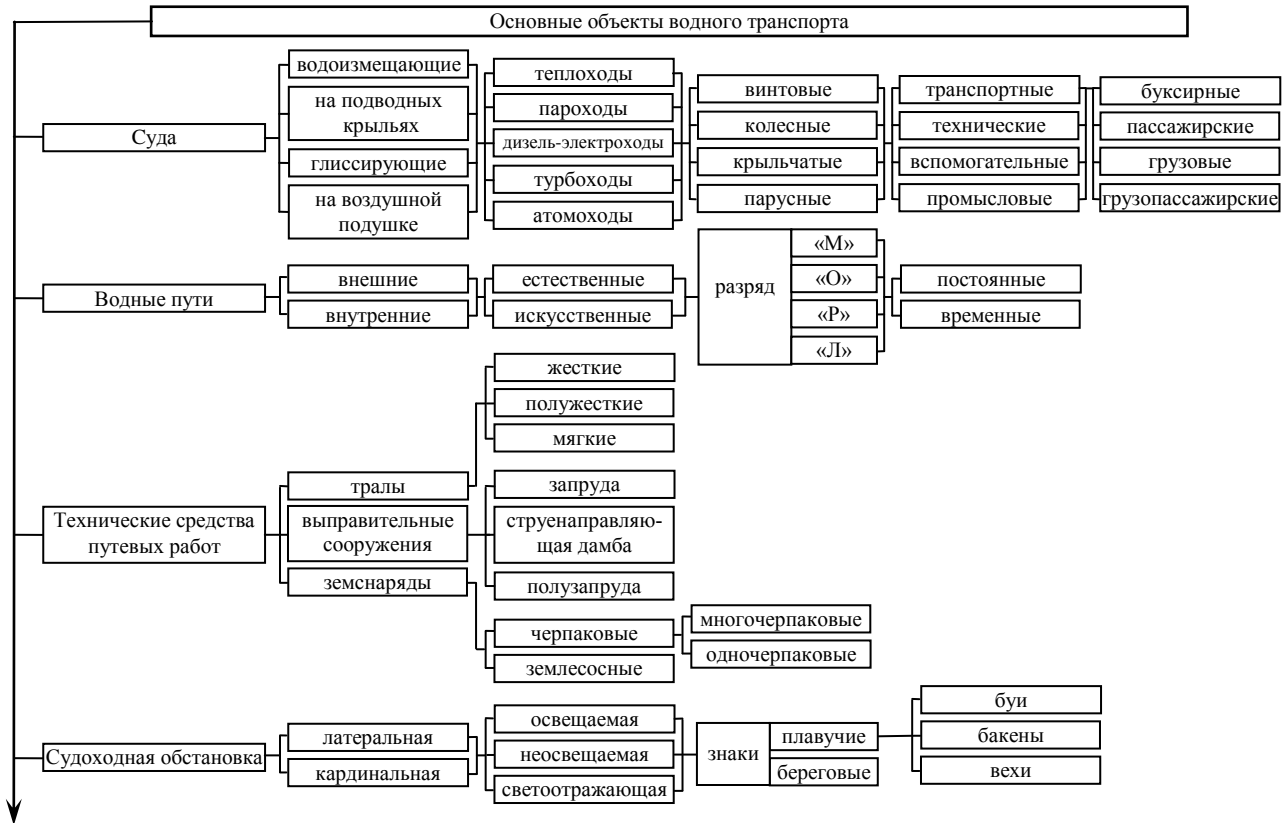 Основные объекты водного транспорта
Суда
водоизмещающие
на подводных
крыльях
глиссирующие
на воздушной
подушке
теплоходы
пароходы
дизель-электроходы
турбоходы
атомоходы
винтовые
колесные
крыльчатые
парусные
транспортные
технические
вспомогательные
промысловые
буксирные
пассажирские
грузовые
грузопассажирские
Водные пути
внешние
внутренние
естественные
искусственные
разряд
«М»
«О»
«Р»
«Л»
постоянные
временные
Технические средства
путевых работ
тралы
выправительные
сооружения
земснаряды
жесткие
полужесткие
мягкие
запруда
струенаправляю-
щая дамба
полузапруда
черпаковые
землесосные
многочерпаковые
одночерпаковые
Судоходная обстановка
латеральная
кардинальная
освещаемая
неосвещаемая
светоотражающая
знаки
плавучие
береговые
буи
бакены
вехи